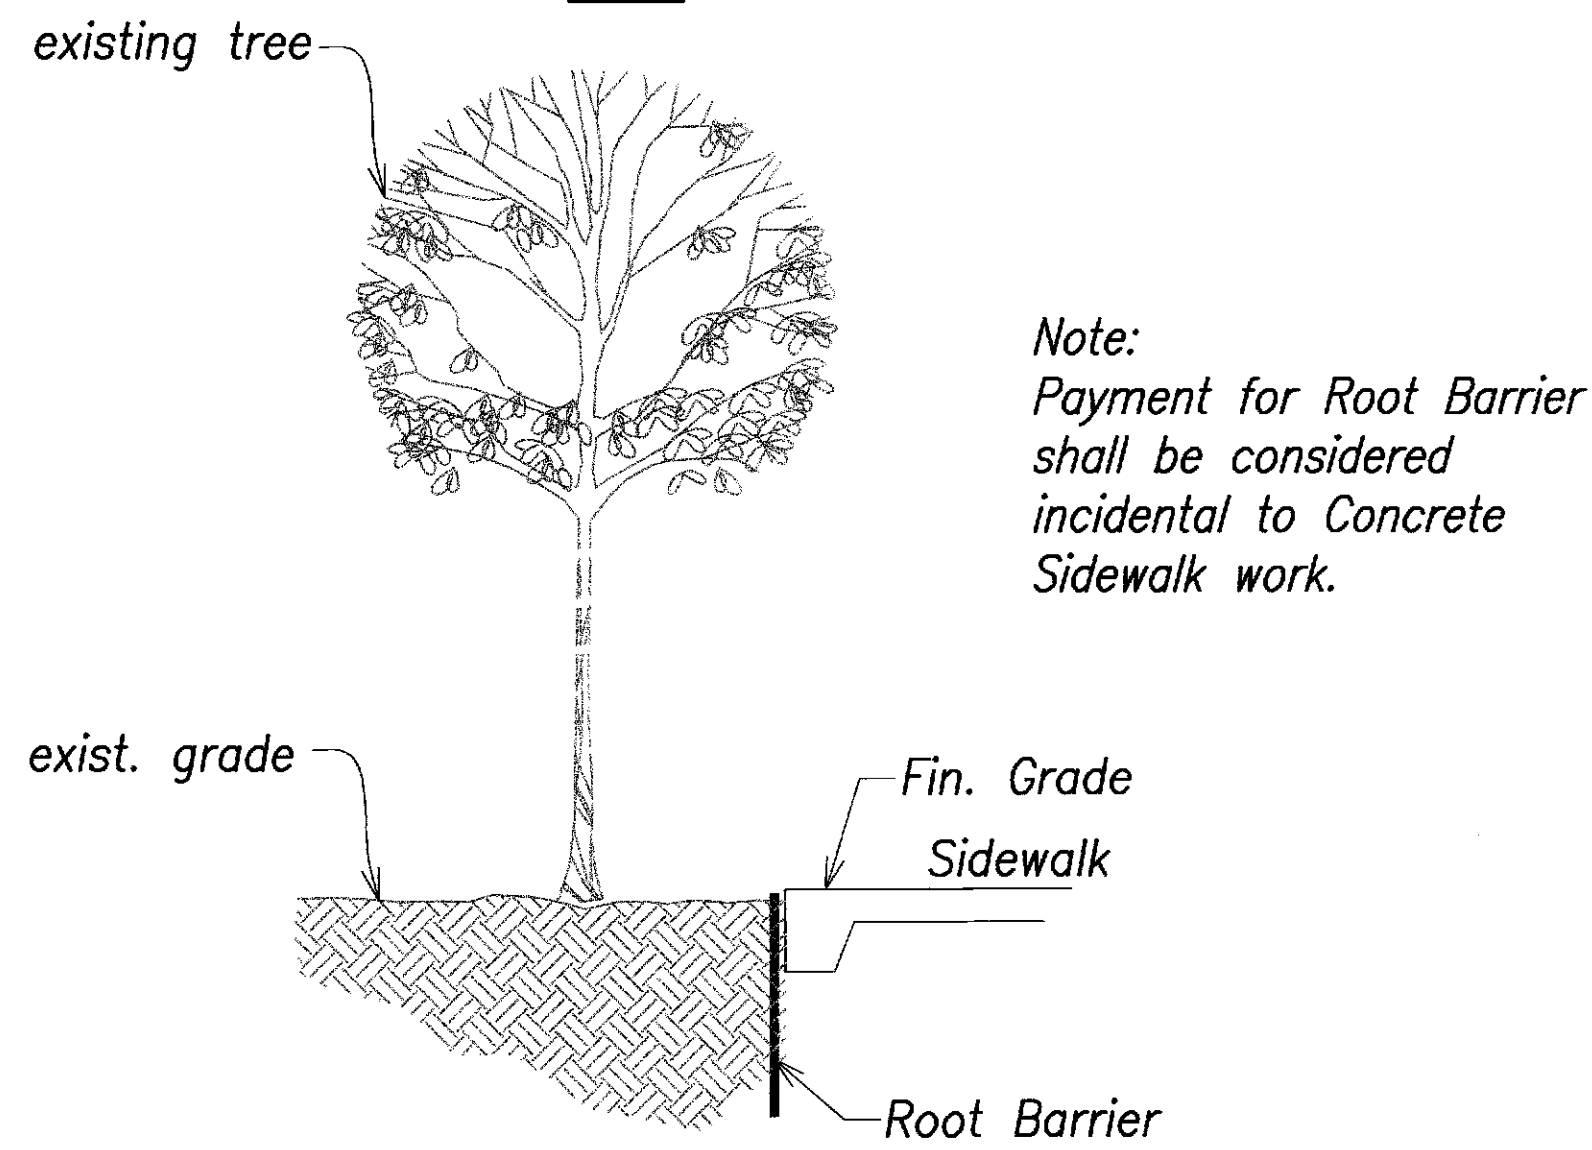 existing tree
Note:
Payment for Root Barrier
shall be considered
incidental to Concrete
Sidewalk work.
exist. grade
Fin. Grade
Sidewalk
Root Barrier